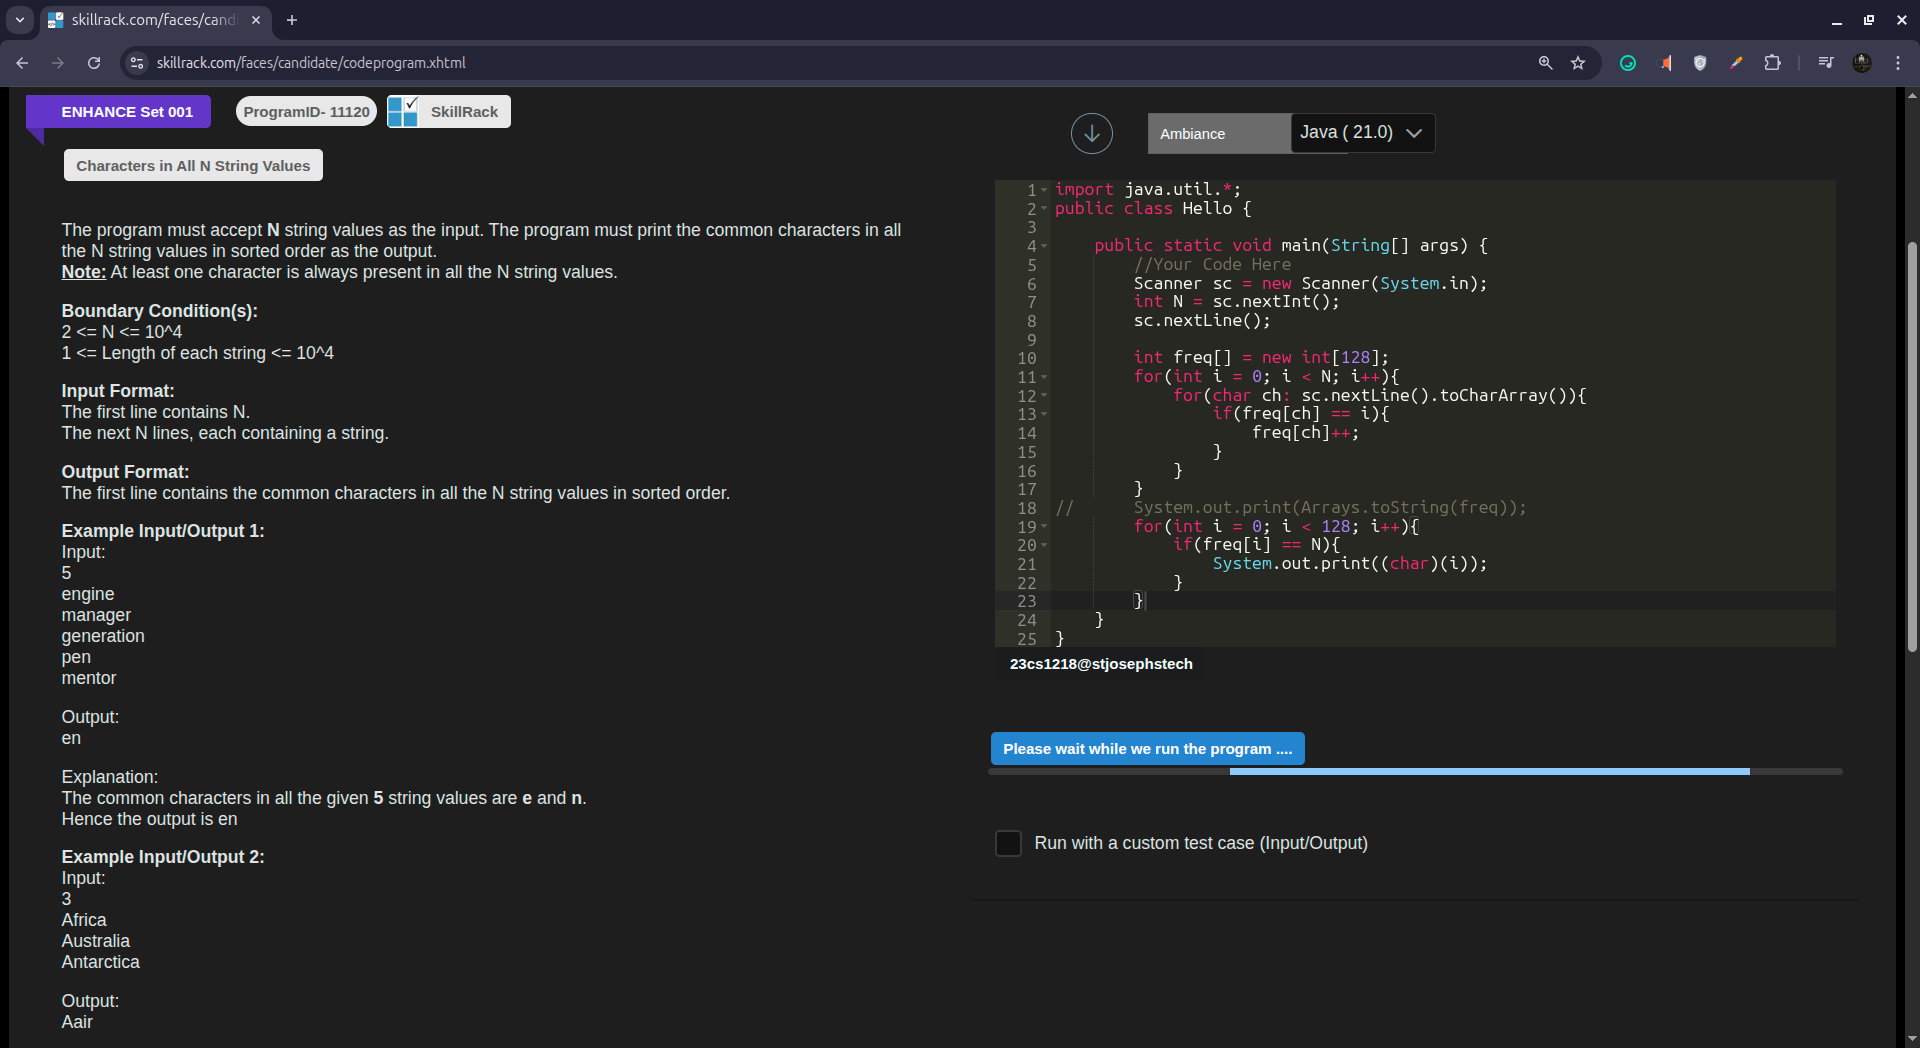 skillrack.com/faces/cand
skillrack.com/faces/candidate/codeprogram.xhtml
ENHANCE Set 001
ProgramID- 11120
SkillRack
Characters in All N String Values
The program must accept N string values as the input. The program must print the common characters in all
the N string values in sorted order as the output.
Note: At least one character is always present in all the N string values.
Boundary Condition(s):
2 <= N <= 10^4
1 <= Length of each string <= 10^4
Input Format:
The first line contains N.
The next N lines, each containing a string.
Output Format:
The first line contains the common characters in all the N string values in sorted order.
Example Input/Output 1:
Input:
5
engine
manager
generation
pen
mentor
Output:
en
Explanation:
The common characters in all the given 5 string values are e and n.
Hence the output is en
Example Input/Output 2:
Input:
3
Africa
Australia
Antarctica
Output:
Aair
Ambiance
Java ( 21.0)
1 import java.util.*;
2 public class Hello {
3
4     public static void main(String[] args) {
5         //Your Code Here
6         Scanner sc = new Scanner(System.in);
7         int N = sc.nextInt();
8         sc.nextLine();
9
10         int freq[] = new int[128];
11         for(int i = 0; i < N; i++){
12             for(char ch: sc.nextLine().toCharArray()){
13                 if(freq[ch] == i){
14                     freq[ch]++;
15                 }
16             }
17         }
18 //      System.out.print(Arrays.toString(freq));
19         for(int i = 0; i < 128; i++){
20             if(freq[i] == N){
21                 System.out.print((char)(i));
22             }
23         }
24     }
25 }
23cs1218@stjosephstech
Please wait while we run the program ....
Run with a custom test case (Input/Output)